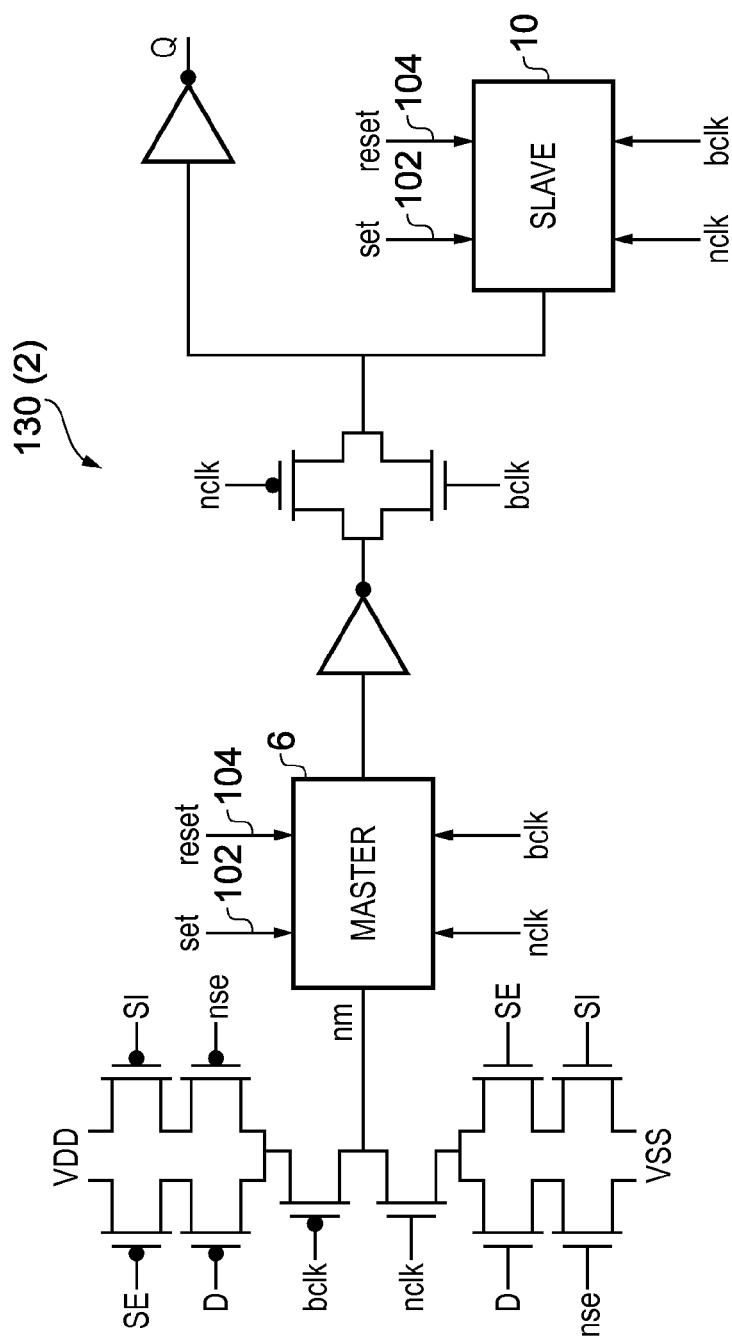 130 (2)
VDD
SE
D
SI
nse
bclk
nclk
nm
D
nse
SE
SI
VSS
set
102
reset
104
6
MASTER
nclk
bclk
nclk
bclk
Q
set
102
reset
104
10
SLAVE
nclk
bclk